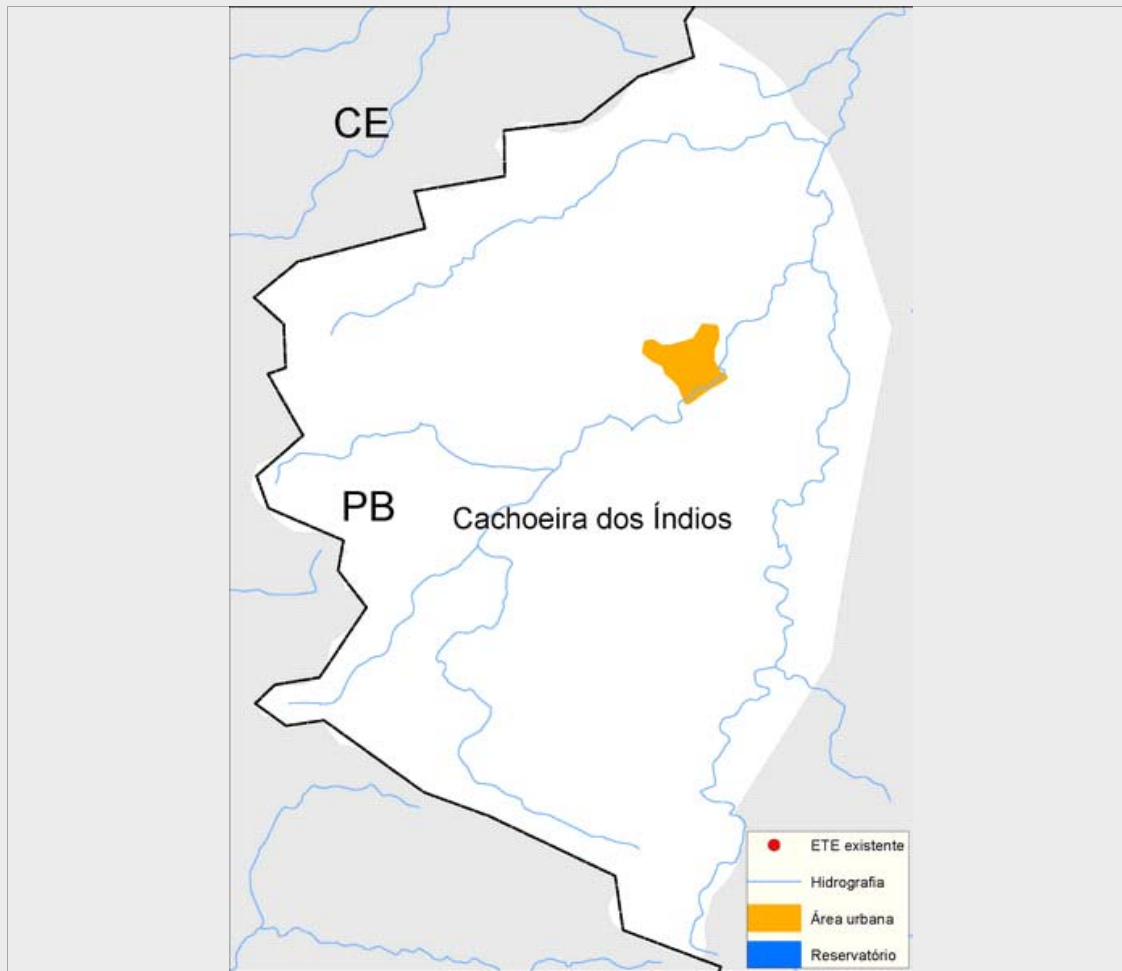 CE
PB
Cachoeira dos Índios
ETE existente
Hidrografia
Área urbana
Reservatório